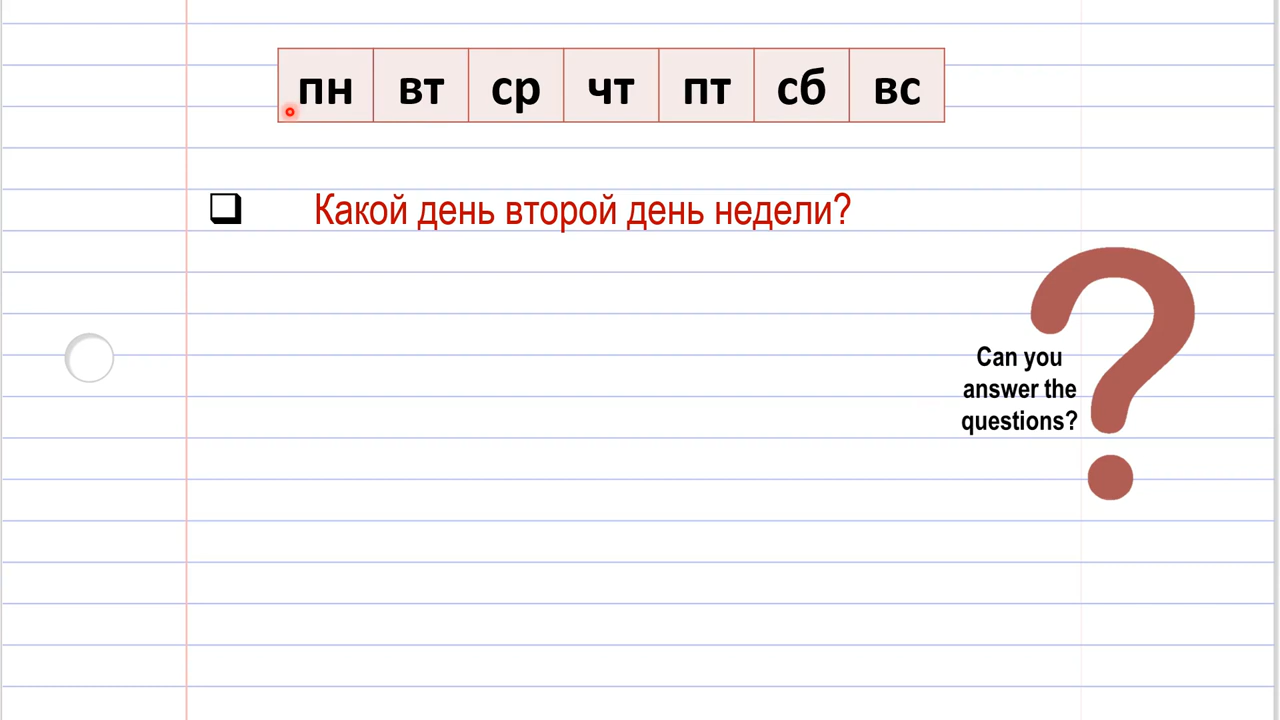 пн вт ср чт пт сб вс
Какой день второй день недели?
Can you
answer the
questions?